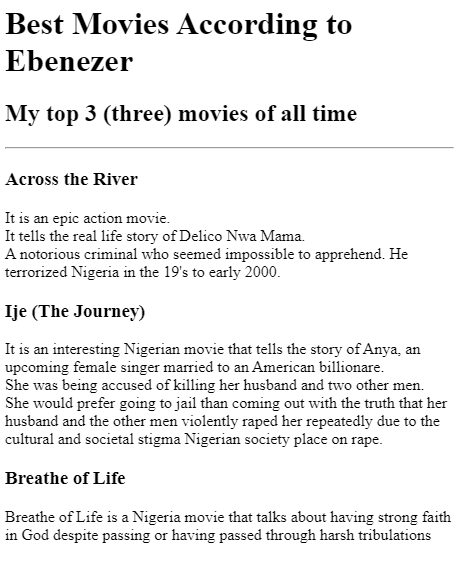 Best Movies According to
Ebenezer
My top 3 (three) movies of all time
Across the River
It is an epic action movie.
It tells the real life story of Delico Nwa Mama.
A notorious criminal who seemed impossible to apprehend. He
terrorized Nigeria in the 19's to early 2000.
Ije (The Journey)
It is an interesting Nigerian movie that tells the story of Anya, an
upcoming female singer married to an American billionare.
She was being accused of killing her husband and two other men.
She would prefer going to jail than coming out with the truth that her
husband and the other men violently raped her repeatedly due to the
cultural and societal stigma Nigerian society place on rape.
Breathe of Life
Breathe of Life is a Nigeria movie that talks about having strong faith
in God despite passing or having passed through harsh tribulations